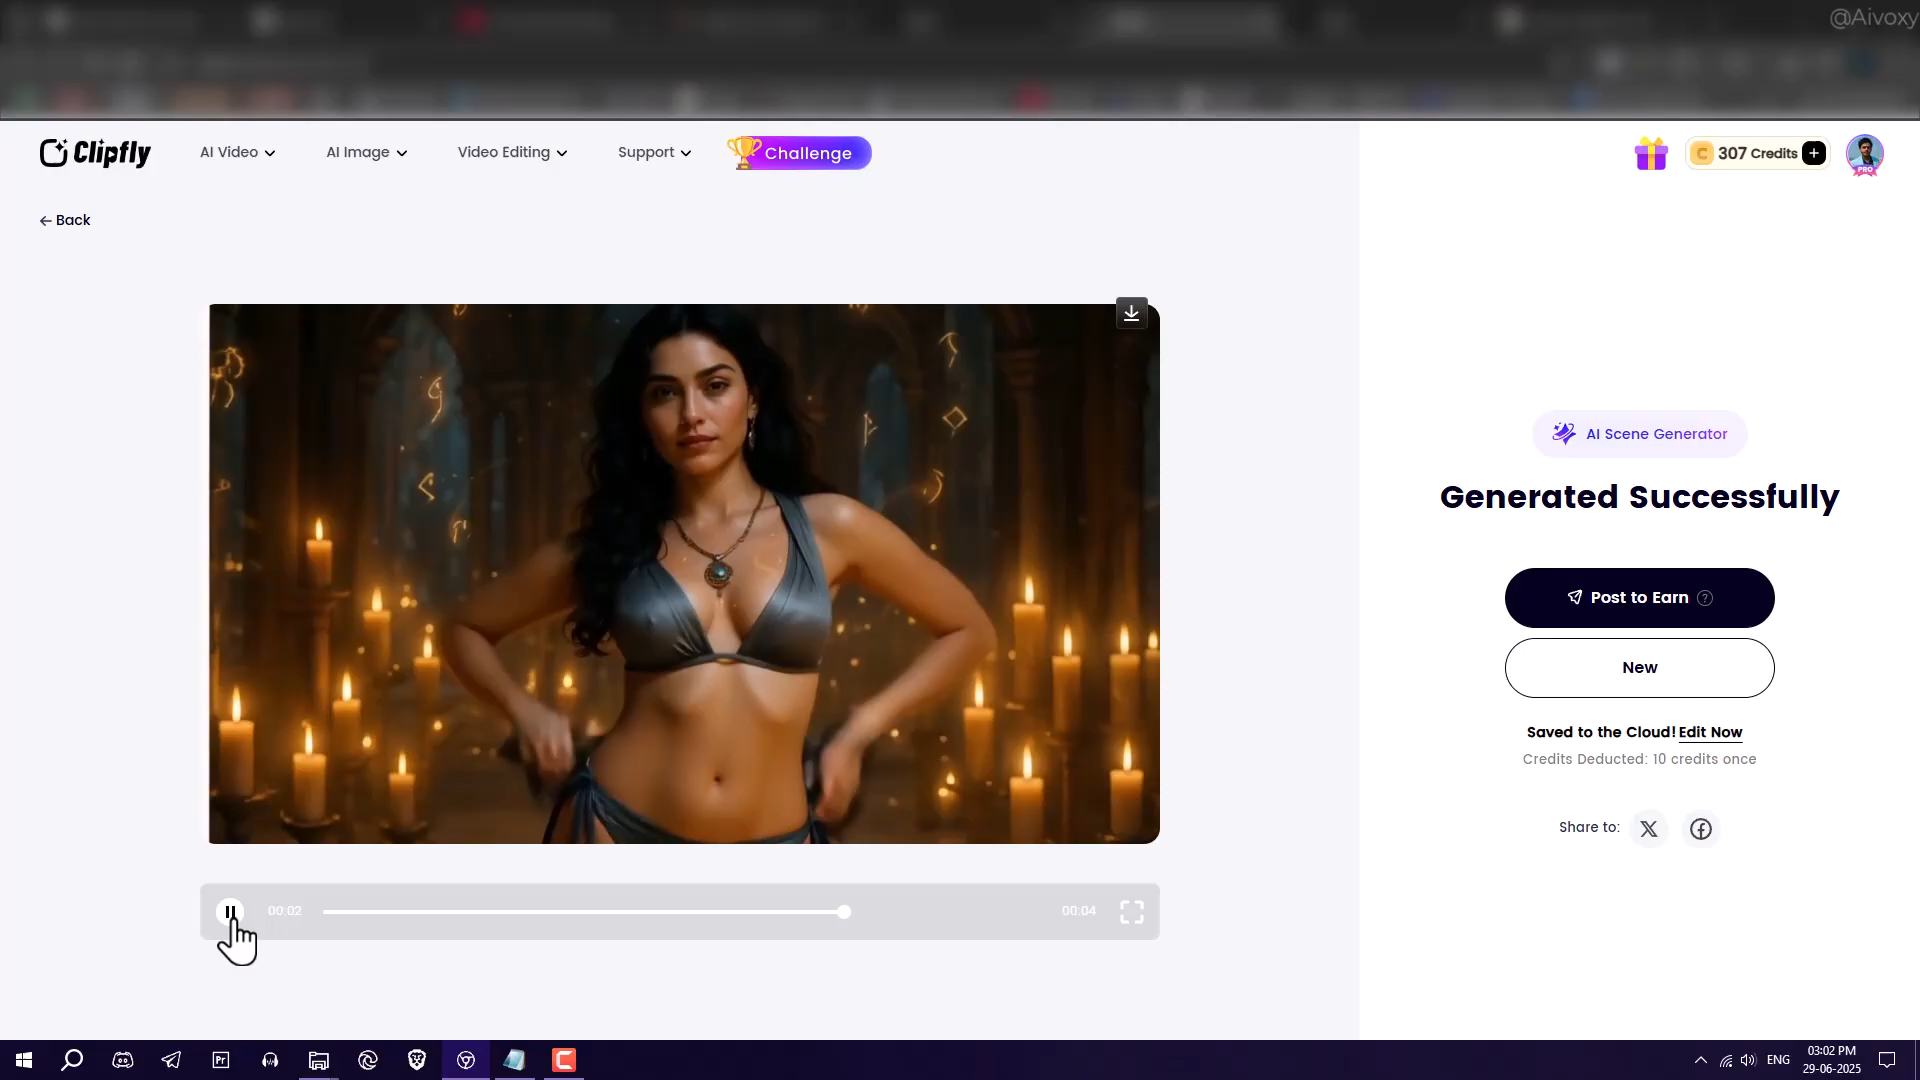 @Aivoxy
Clipfly
AI Video
AI Image
Video Editing
Support
Challenge
C 307 Credits +
PRO
← Back
AI Scene Generator
Generated Successfully
Post to Earn ?
New
Saved to the Cloud! Edit Now
Credits Deducted: 10 credits once
Share to:
00:02
00:04
Pr
ENG
03:02 PM
29-06-2025